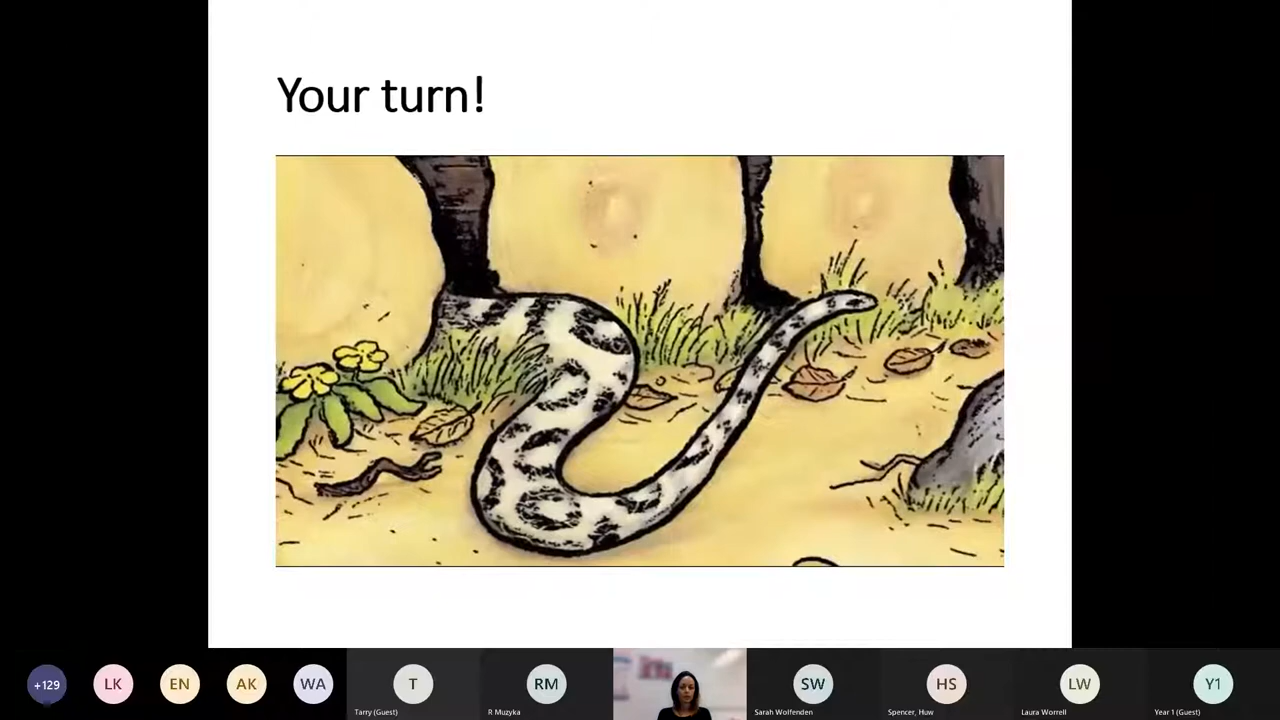 Your turn!
+129
LK
EN
AK
WA
T
Tarry (Guest)
RM
R Muzyka
SW
Sarah Wolfenden
HS
Spencer, Huw
LW
Laura Worrell
Y1
Year 1 (Guest)